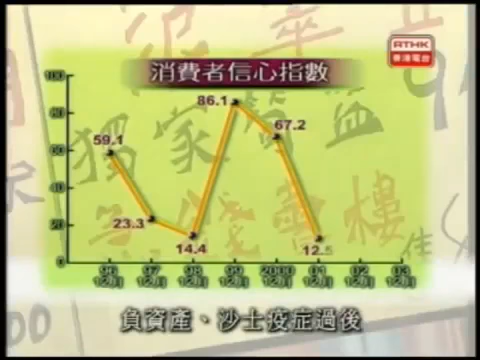 RTHK
香港電台
消費者信心指數
100
80
60
40
20
0
59.1
23.3
14.4
86.1
67.2
12.5
96 97 98 99 2000 01 02 03
12月 12月 12月 12月 12月 12月 12月 12月
獨家
樓
負資產、沙士疫症過後